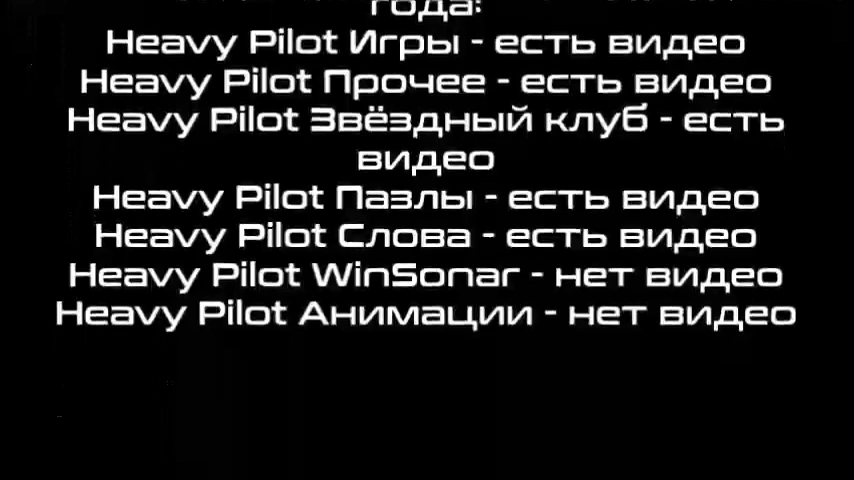 года:
Heavy Pilot Игры - есть видео
Heavy Pilot Прочее - есть видео
Heavy Pilot Звёздный клуб - есть
видео
Heavy Pilot Пазлы - есть видео
Heavy Pilot Слова - есть видео
Heavy Pilot WinSonar - нет видео
Heavy Pilot Анимации - нет видео